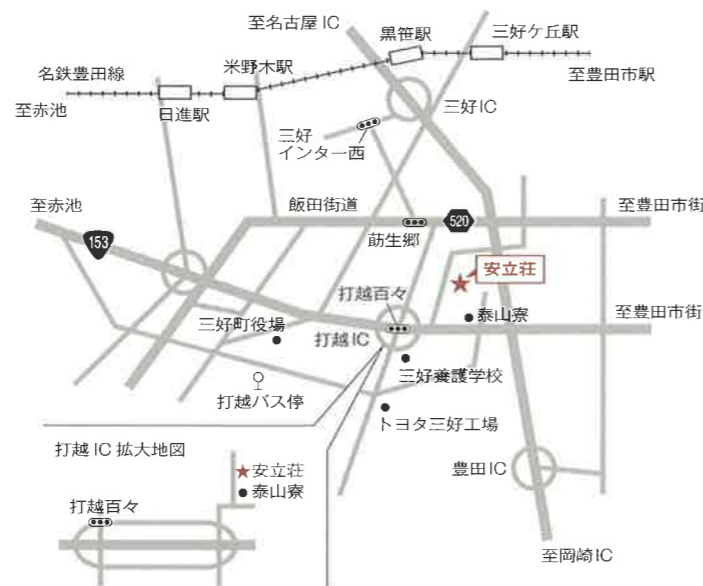 至名古屋IC
黒笹駅
三好ケ丘駅
名鉄豊田線
米野木駅
至豊田市駅
至赤池
日進駅
三好IC
三好
インター西
至赤池
飯田街道
520
至豊田市街
153
莇生郷
安立荘
打越百々
泰山寮
至豊田市街
三好町役場
打越IC
三好養護学校
打越バス停
トヨタ三好工場
打越IC 拡大地図
豊田IC
安立荘
泰山寮
打越百々
至岡崎IC